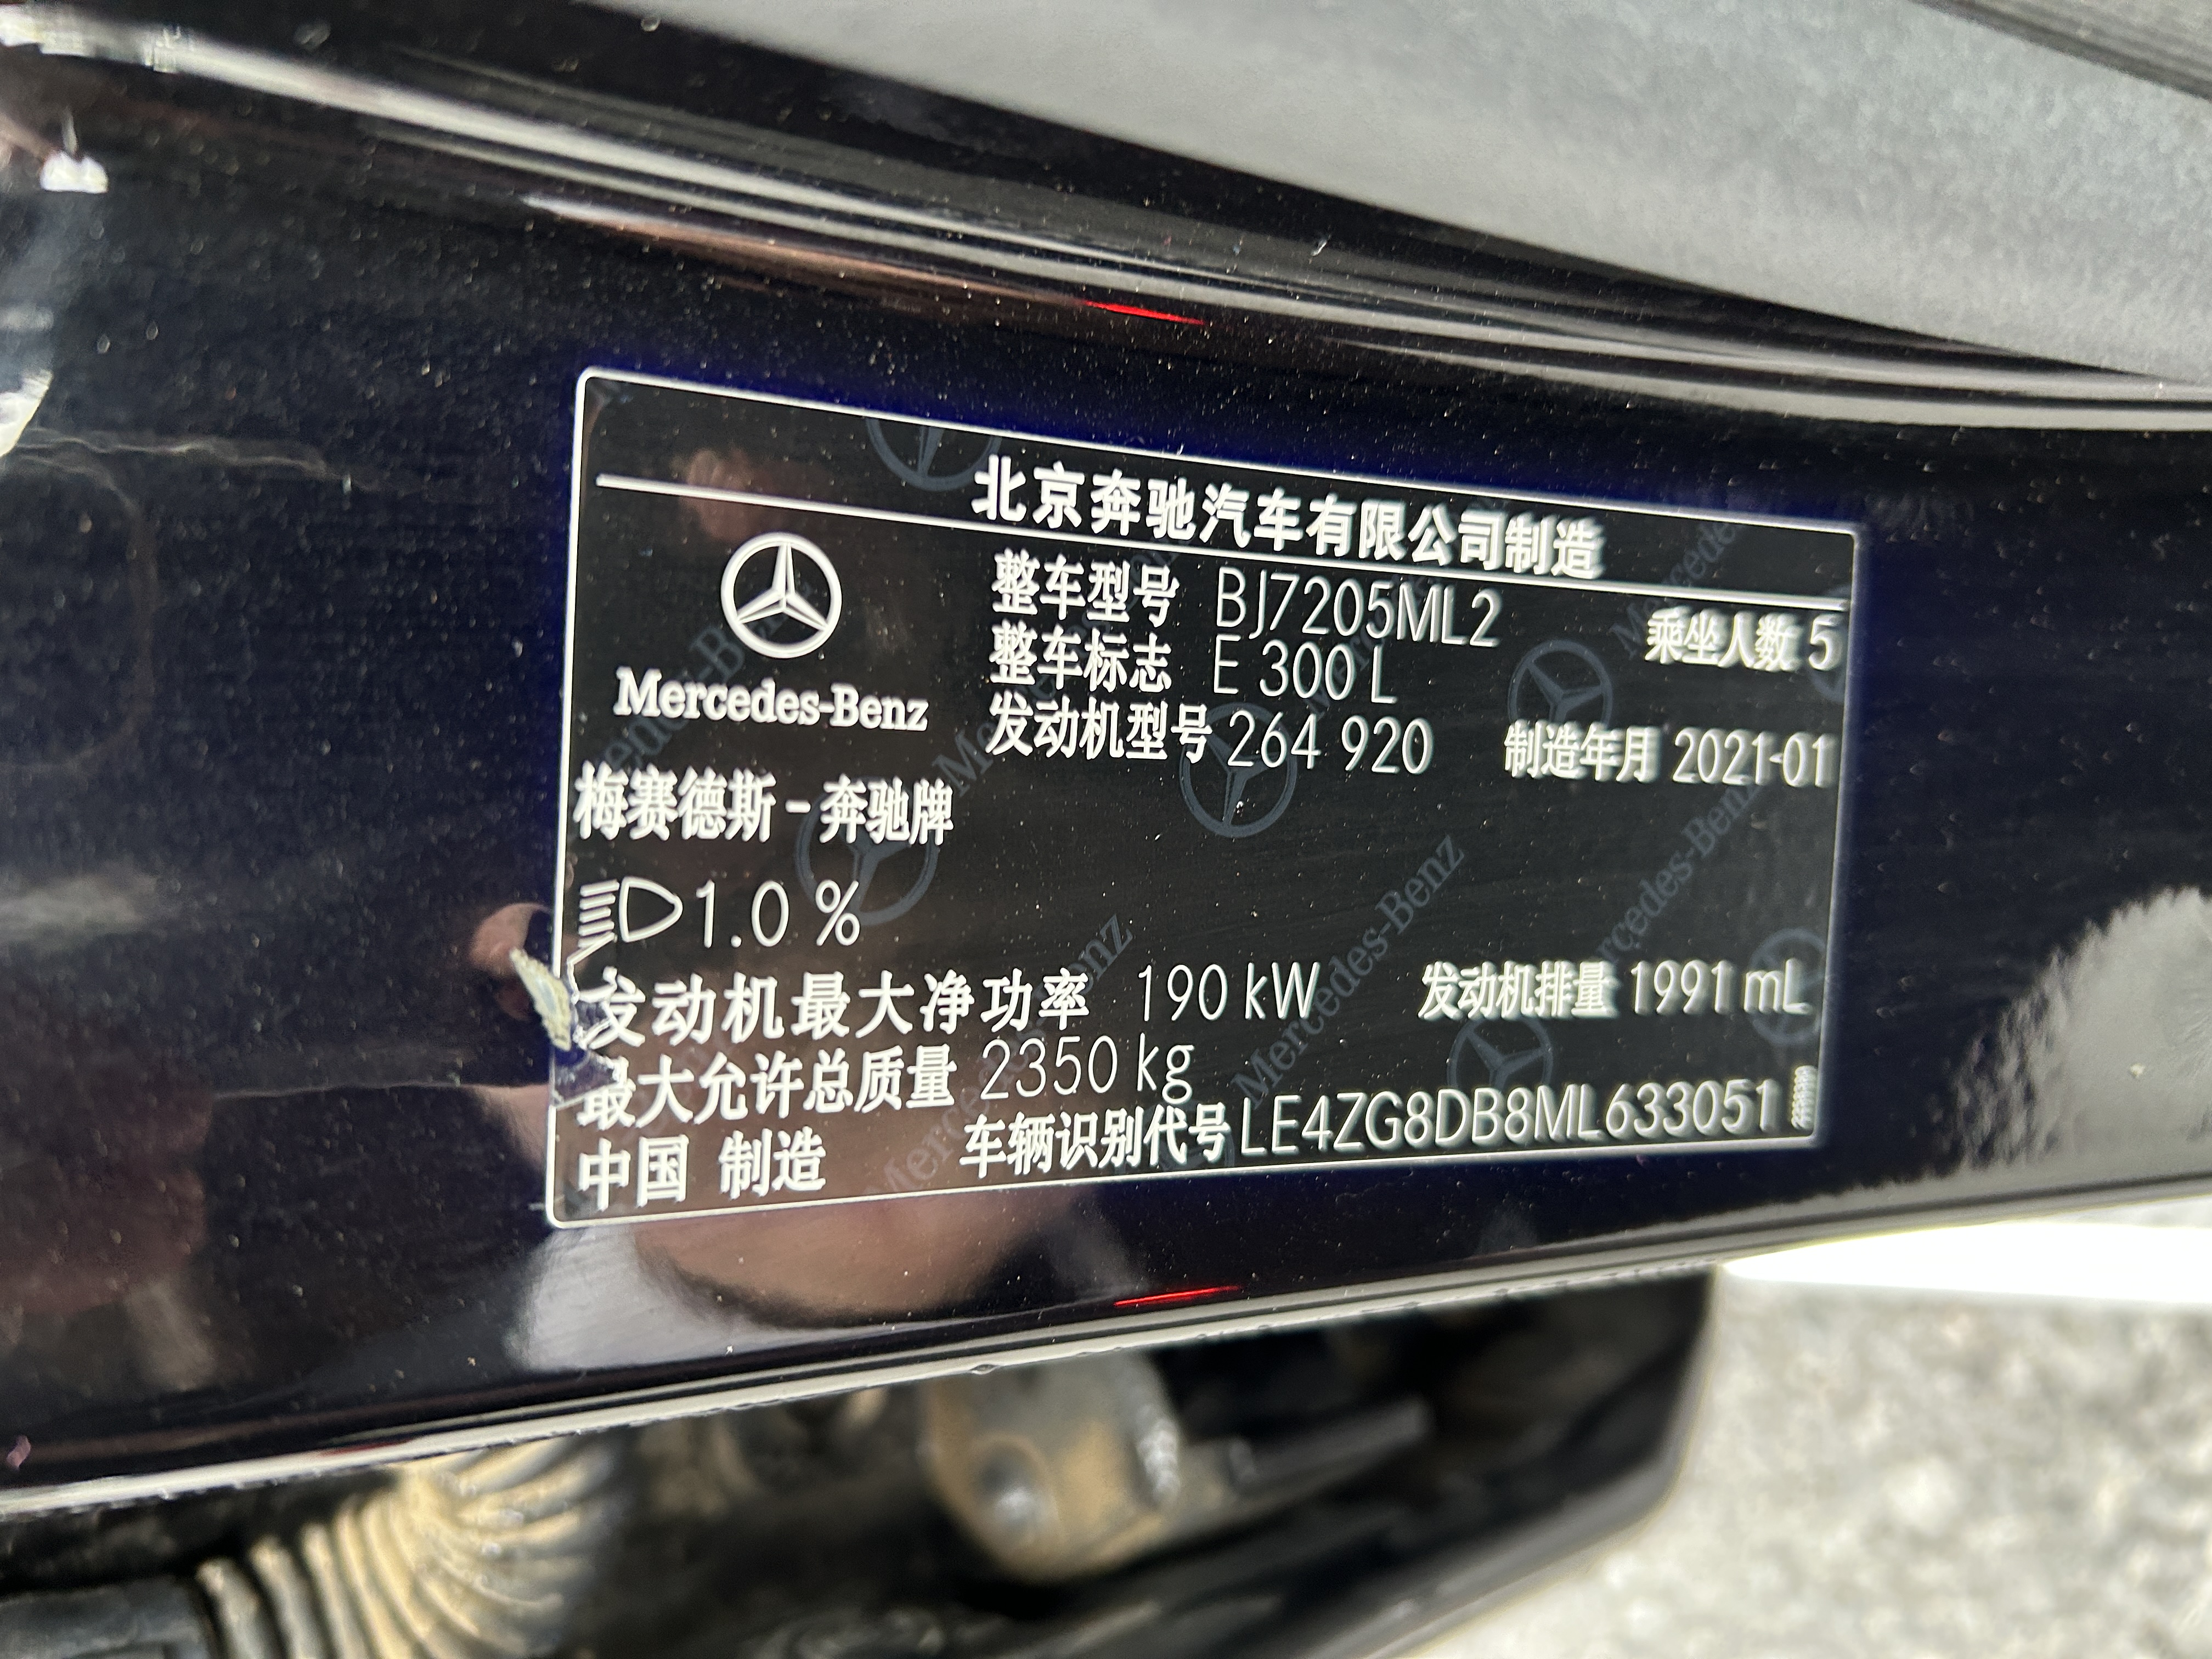 北京奔驰汽车有限公司制造
Mercedes-Benz
梅赛德斯-奔驰牌
整车型号 BJ7205ML2 乘坐人数 5
整车标志 E 300 L
发动机型号 264 920 制造年月 2021-01
1.0 %
发动机最大净功率 190 kW 发动机排量 1991 mL
最大允许总质量 2350 kg
中国 制造 车辆识别代号 LE4ZG8DB8ML633051